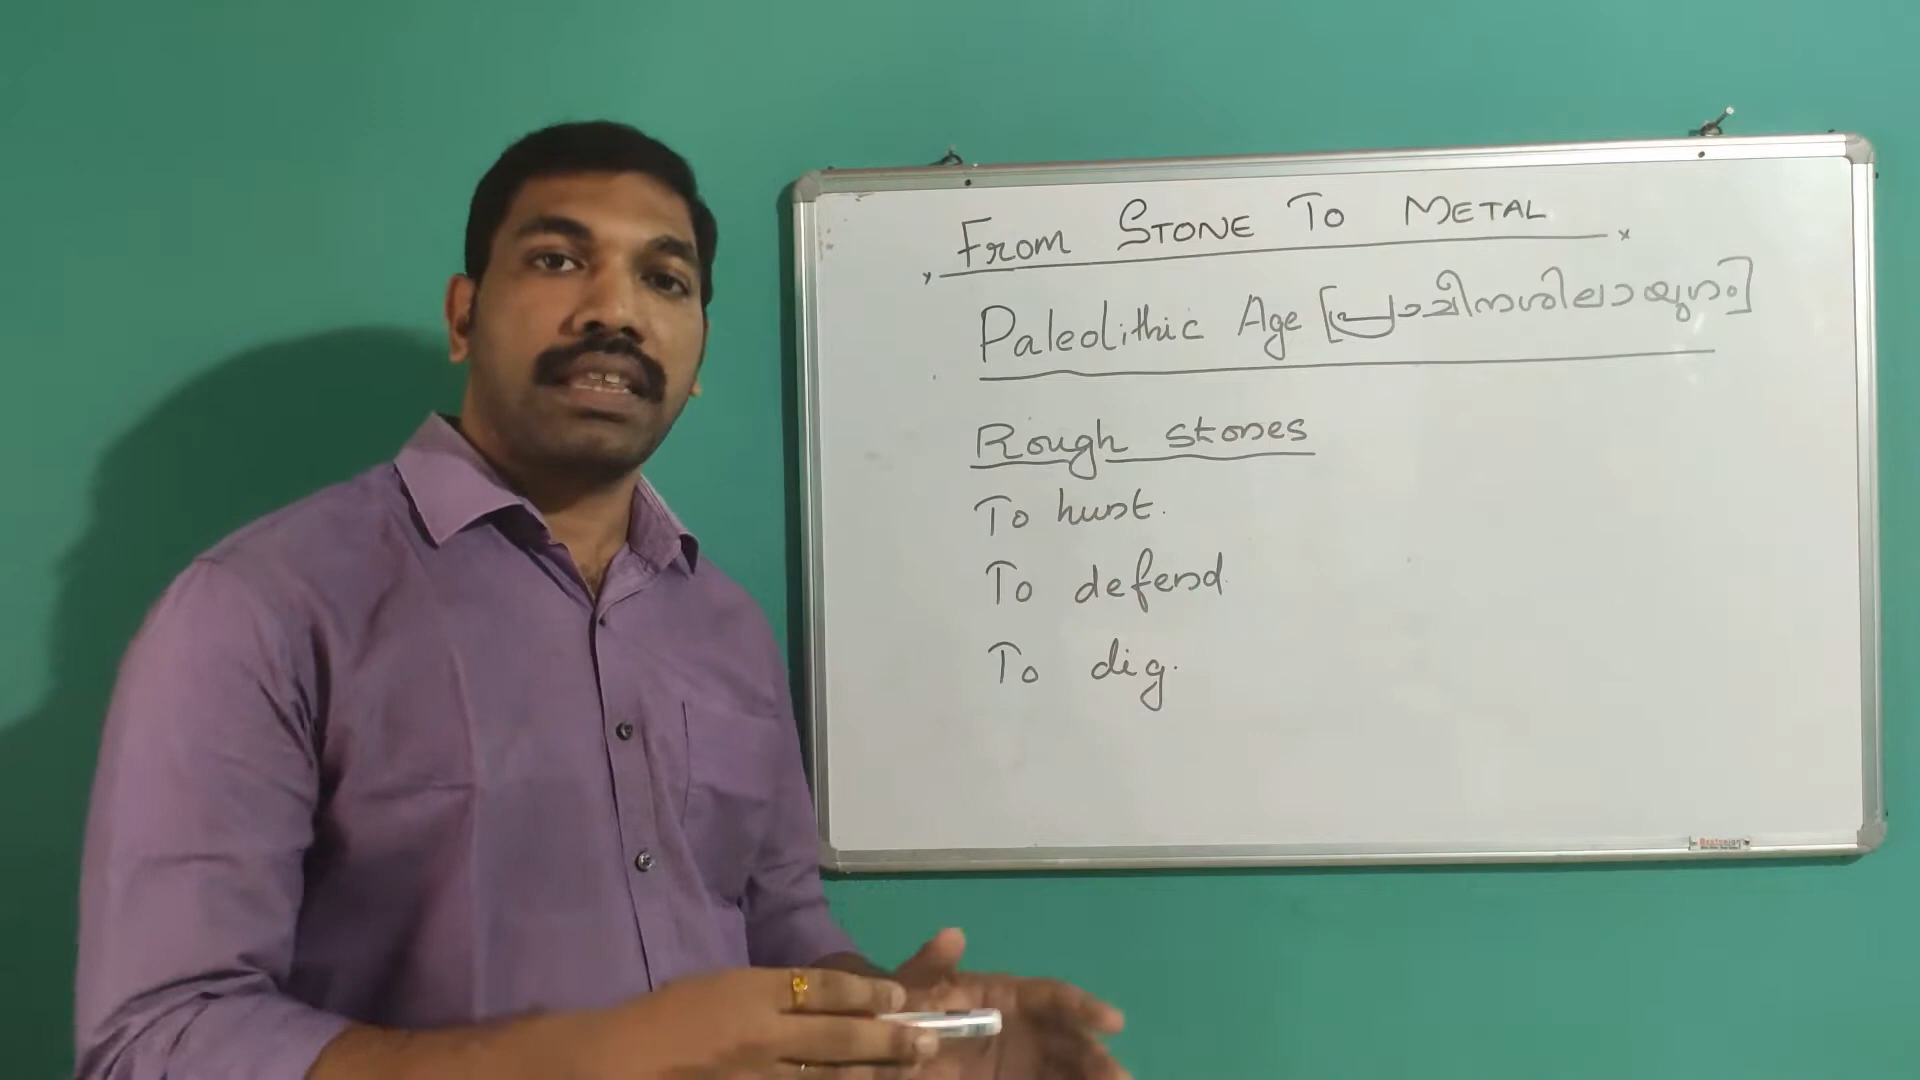 From STONE To METAL
Paleolithic Age [പ്രാചീനശിലായുഗം]
Rough stones
To hunt.
To defend
To dig.